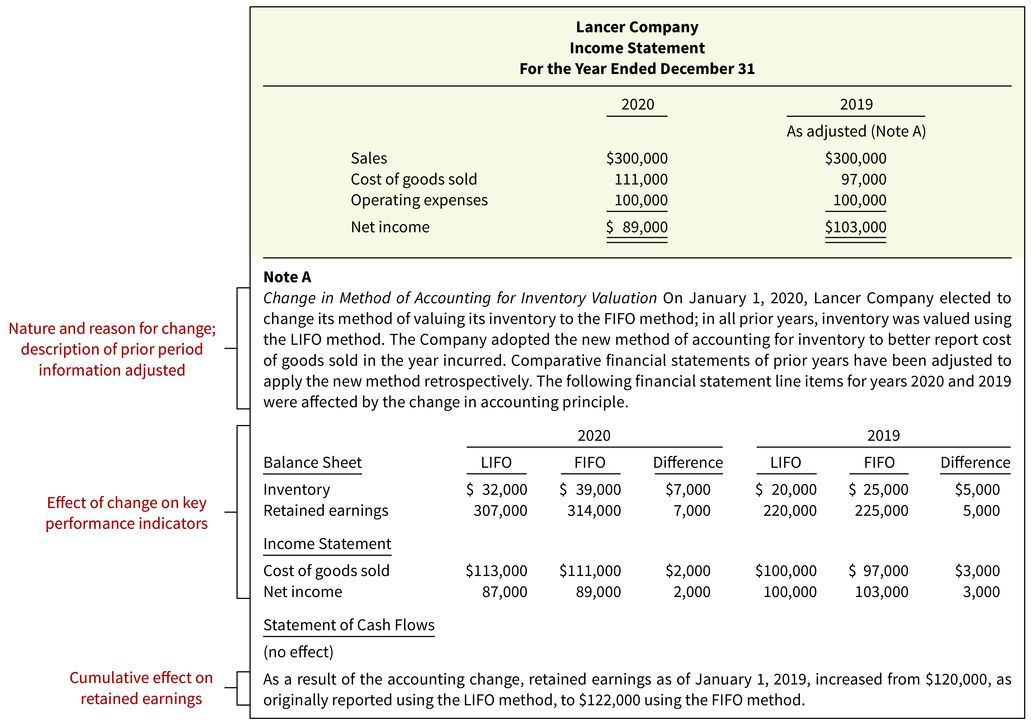 Lancer Company
Income Statement
For the Year Ended December 31
2020 2019
As adjusted (Note A)
Sales $300,000 $300,000
Cost of goods sold 111,000 97,000
Operating expenses 100,000 100,000
Net income $ 89,000 $103,000
Nature and reason for change;
description of prior period
information adjusted
Note A
Change in Method of Accounting for Inventory Valuation On January 1, 2020, Lancer Company elected to
change its method of valuing its inventory to the FIFO method; in all prior years, inventory was valued using
the LIFO method. The Company adopted the new method of accounting for inventory to better report cost
of goods sold in the year incurred. Comparative financial statements of prior years have been adjusted to
apply the new method retrospectively. The following financial statement line items for years 2020 and 2019
were affected by the change in accounting principle.
Effect of change on key
performance indicators
2020 2019
Balance Sheet LIFO FIFO Difference LIFO FIFO Difference
Inventory $ 32,000 $ 39,000 $7,000 $ 20,000 $ 25,000 $5,000
Retained earnings 307,000 314,000 7,000 220,000 225,000 5,000
Income Statement
Cost of goods sold $113,000 $111,000 $2,000 $100,000 $ 97,000 $3,000
Net income 87,000 89,000 2,000 100,000 103,000 3,000
Statement of Cash Flows
(no effect)
Cumulative effect on
retained earnings
As a result of the accounting change, retained earnings as of January 1, 2019, increased from $120,000, as
originally reported using the LIFO method, to $122,000 using the FIFO method.